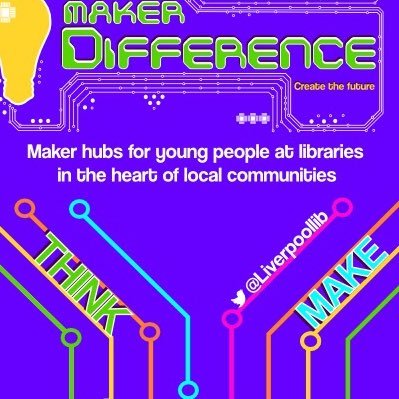 MAKER
DIFFERENCE
Create the future
Maker hubs for young people at libraries
in the heart of local communities
THINK
@Liverpoollib
MAKE